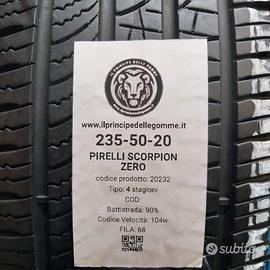 IL PRINCIPE DELLE GOMME
www.ilprincipedellegomme.it
235-50-20
PIRELLI SCORPION
ZERO
codice prodotto: 20232
Tipo: 4 stagioni
COD:
Battistrada: 90%
Codice Velocità: 104w
FILA: 68
subito